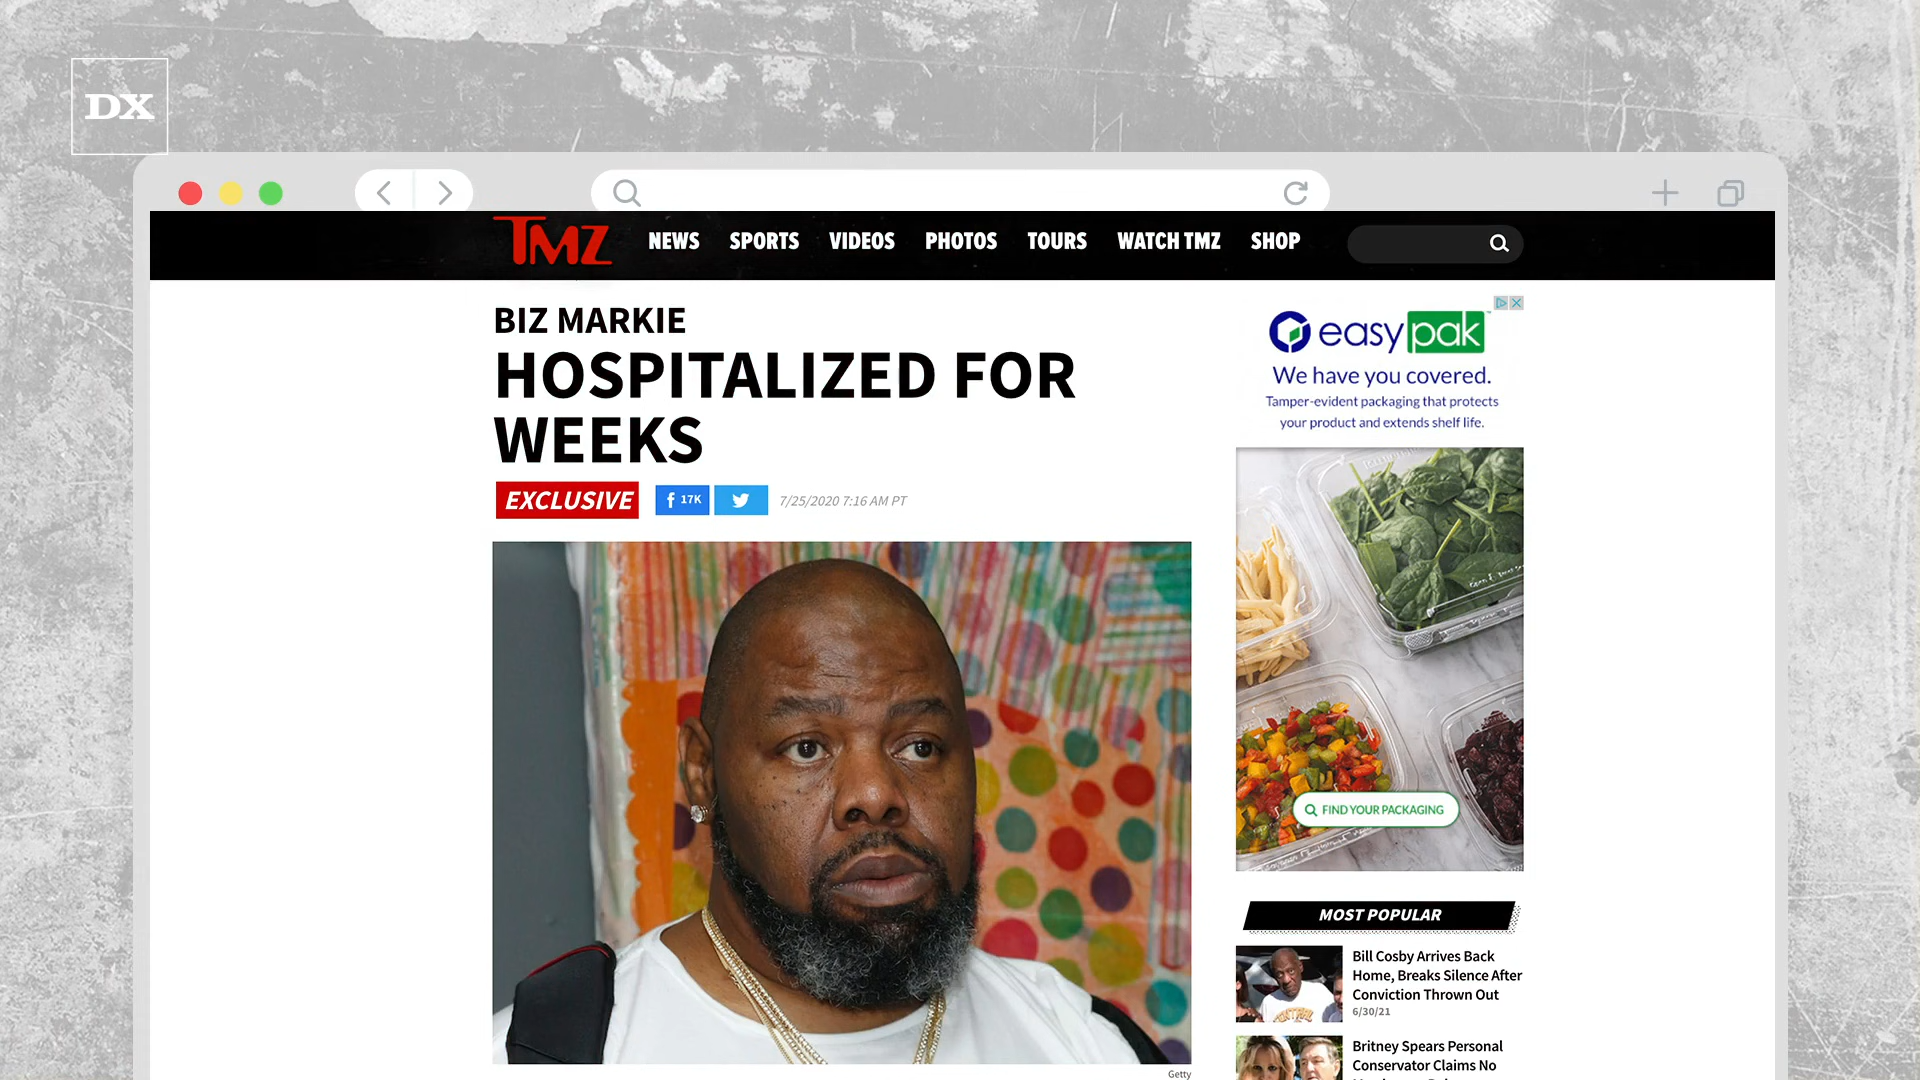 DX
TMZ
NEWS SPORTS VIDEOS PHOTOS TOURS WATCH TMZ SHOP
BIZ MARKIE
HOSPITALIZED FOR
WEEKS
EXCLUSIVE
17K
7/25/2020 7:16 AM PT
Getty
easypak
We have you covered.
Tamper-evident packaging that protects
your product and extends shelf life.
FIND YOUR PACKAGING
MOST POPULAR
Bill Cosby Arrives Back
Home, Breaks Silence After
Conviction Thrown Out
6/30/21
Britney Spears Personal
Conservator Claims No